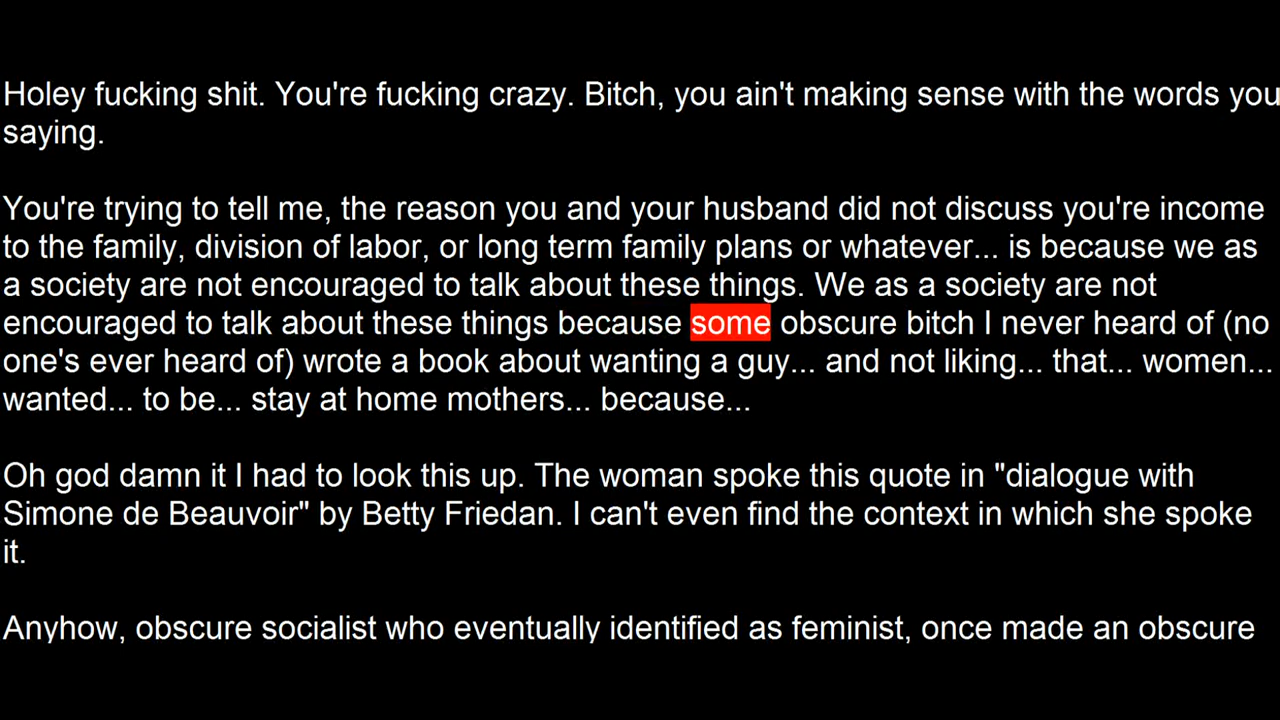 Holey fucking shit. You're fucking crazy. Bitch, you ain't making sense with the words you
saying.
You're trying to tell me, the reason you and your husband did not discuss you're income
to the family, division of labor, or long term family plans or whatever... is because we as
a society are not encouraged to talk about these things. We as a society are not
encouraged to talk about these things because some obscure bitch I never heard of (no
one's ever heard of) wrote a book about wanting a guy... and not liking... that... women...
wanted... to be... stay at home mothers... because...
Oh god damn it I had to look this up. The woman spoke this quote in "dialogue with
Simone de Beauvoir" by Betty Friedan. I can't even find the context in which she spoke
it.
Anyhow, obscure socialist who eventually identified as feminist, once made an obscure